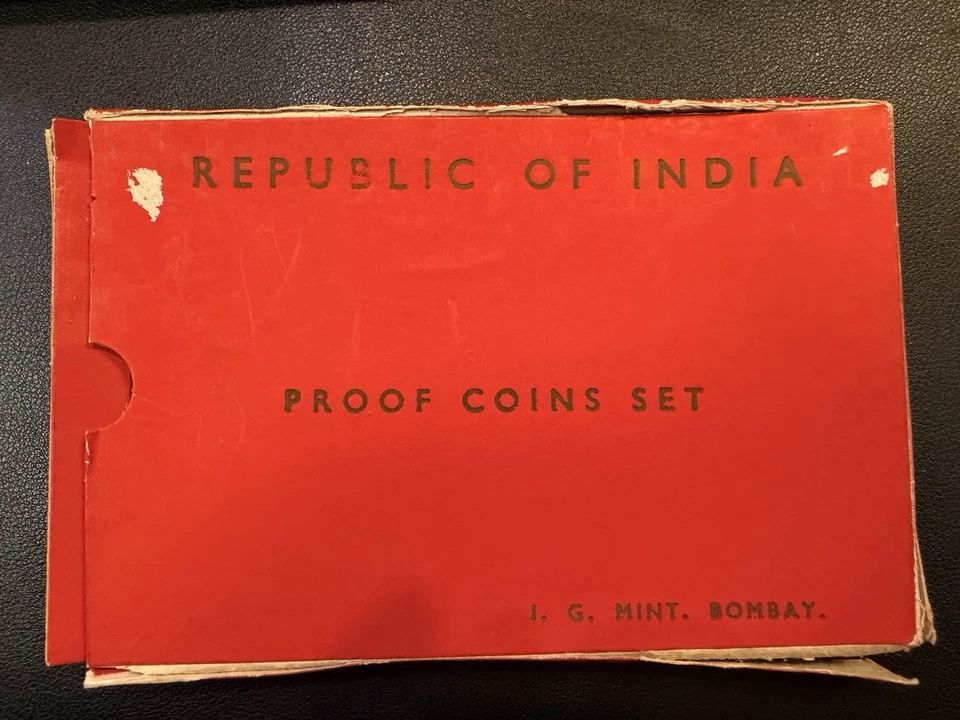 REPUBLIC OF INDIA
PROOF COINS SET
I. G. MINT. BOMBAY.